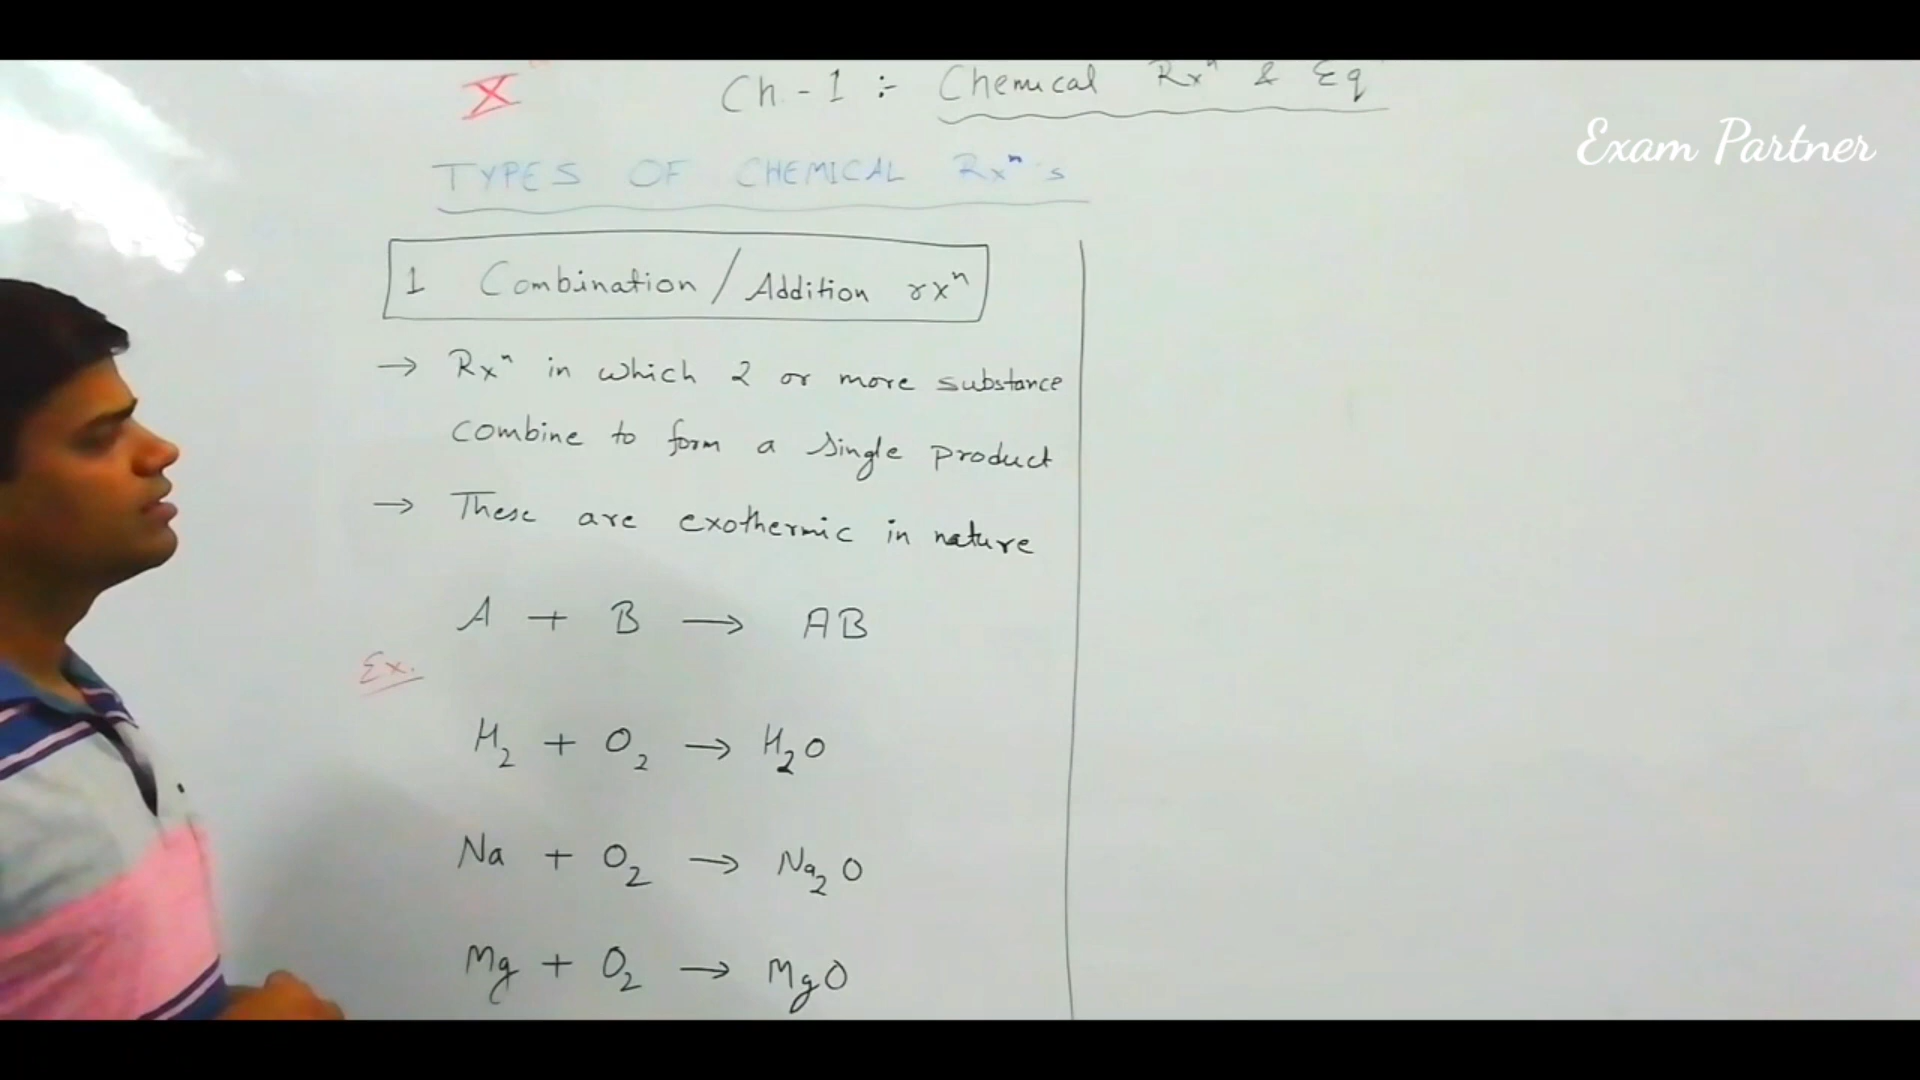 X Ch-1 :- Chemical Rxⁿ & Eq
Exam Partner
TYPES OF CHEMICAL Rxⁿ's
1 Combination / Addition rxⁿ
→ Rxⁿ in which 2 or more substance
combine to form a single product
→ These are exothermic in nature
A + B → AB
Ex.
H₂ + O₂ → H₂O
Na + O₂ → Na₂O
Mg + O₂ → MgO